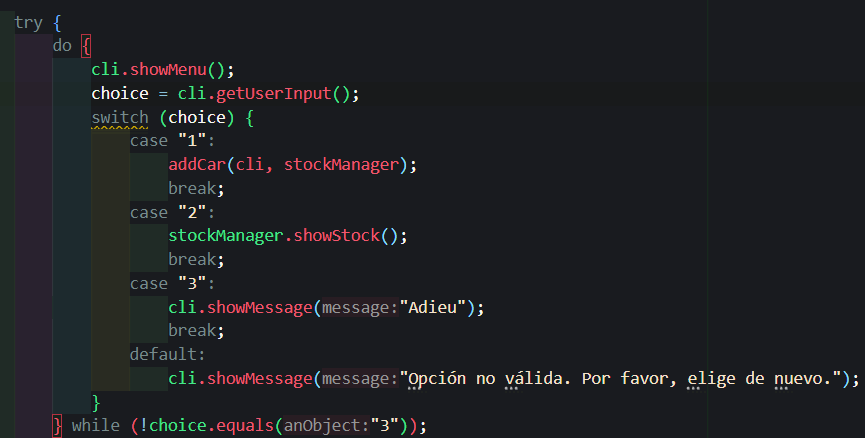 try {
do {
cli.showMenu();
choice = cli.getUserInput();
switch (choice) {
case "1":
addCar(cli, stockManager);
break;
case "2":
stockManager.showStock();
break;
case "3":
cli.showMessage(message:"Adieu");
break;
default:
cli.showMessage(message:"Opción no válida. Por favor, elige de nuevo.");
}
} while (!choice.equals(anObject:"3"));